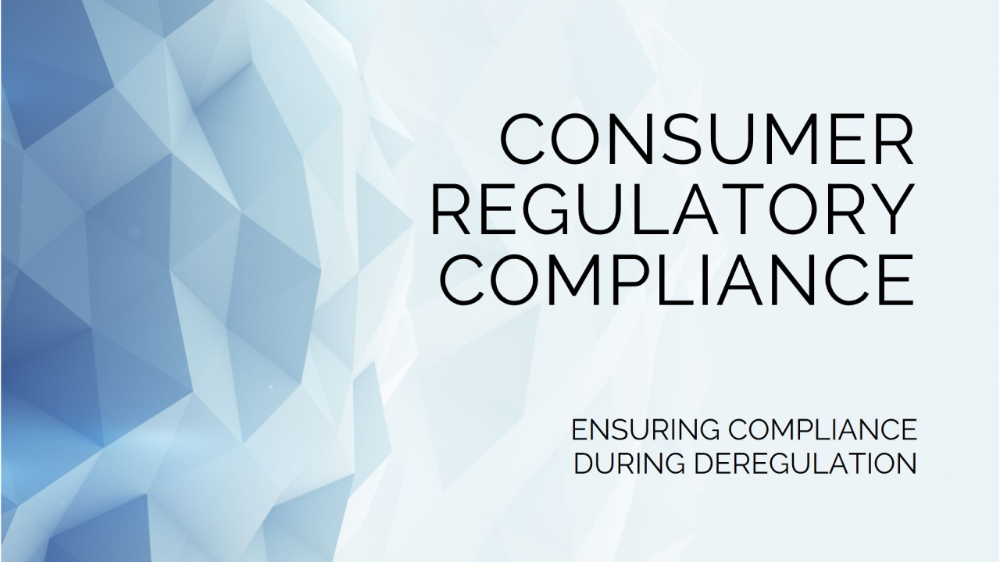 CONSUMER
REGULATORY
COMPLIANCE
ENSURING COMPLIANCE
DURING DEREGULATION